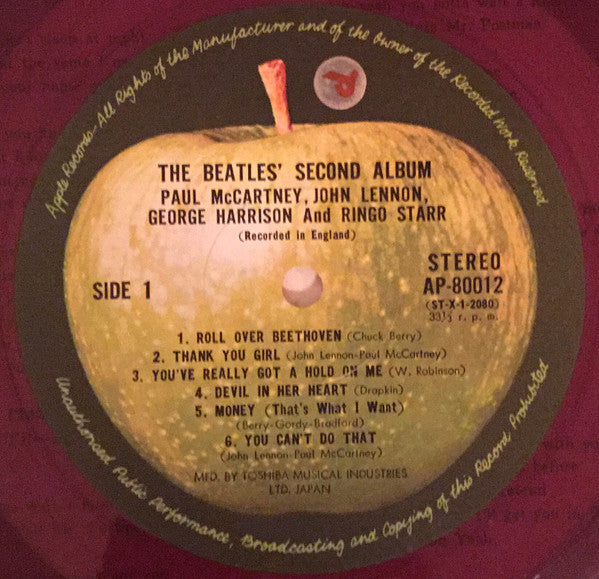 Apple Records–All Rights of the Manufacturer and of the Owner of the Recorded Work Reserved
THE BEATLES' SECOND ALBUM
PAUL McCARTNEY, JOHN LENNON,
GEORGE HARRISON And RINGO STARR
(Recorded in England)
SIDE 1
STEREO
AP-80012
(ST-X-1-2080)
33⅓ r. p. m.
1. ROLL OVER BEETHOVEN (Chuck Berry)
2. THANK YOU GIRL (John Lennon-Paul McCartney)
3. YOU'VE REALLY GOT A HOLD ON ME (W. Robinson)
4. DEVIL IN HER HEART (Drapkin)
5. MONEY (That's What I Want)
(Berry-Gordy-Bradford)
6. YOU CAN'T DO THAT
(John Lennon-Paul McCartney)
MFD. BY TOSHIBA MUSICAL INDUSTRIES
LTD. JAPAN
Unauthorised Public Performance, Broadcasting and Copying of this Record Prohibited